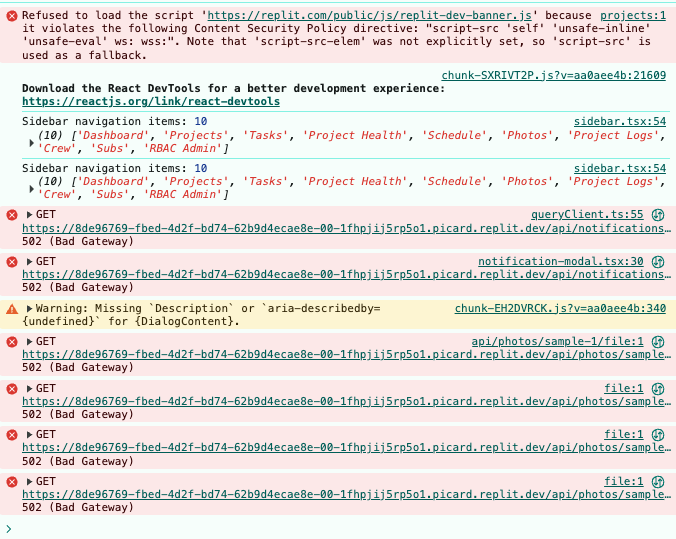 Refused to load the script 'https://replit.com/public/js/replit-dev-banner.js' because projects:1
it violates the following Content Security Policy directive: "script-src 'self' 'unsafe-inline'
'unsafe-eval' ws: wss:". Note that 'script-src-elem' was not explicitly set, so 'script-src' is
used as a fallback.
chunk-SXRIVT2P.js?v=aa0aee4b:21609
Download the React DevTools for a better development experience:
https://reactjs.org/link/react-devtools
Sidebar navigation items: 10 sidebar.tsx:54
(10) ['Dashboard', 'Projects', 'Tasks', 'Project Health', 'Schedule', 'Photos', 'Project Logs',
'Crew', 'Subs', 'RBAC Admin']
Sidebar navigation items: 10 sidebar.tsx:54
(10) ['Dashboard', 'Projects', 'Tasks', 'Project Health', 'Schedule', 'Photos', 'Project Logs',
'Crew', 'Subs', 'RBAC Admin']
GET queryClient.ts:55
https://8de96769-fbed-4d2f-bd74-62b9d4ecae8e-00-1fhpjij5rp5o1.picard.replit.dev/api/notifications…
502 (Bad Gateway)
GET notification-modal.tsx:30
https://8de96769-fbed-4d2f-bd74-62b9d4ecae8e-00-1fhpjij5rp5o1.picard.replit.dev/api/notifications…
502 (Bad Gateway)
Warning: Missing `Description` or `aria-describedby= chunk-EH2DVRCK.js?v=aa0aee4b:340
{undefined}` for {DialogContent}.
GET api/photos/sample-1/file:1
https://8de96769-fbed-4d2f-bd74-62b9d4ecae8e-00-1fhpjij5rp5o1.picard.replit.dev/api/photos/sample…
502 (Bad Gateway)
GET file:1
https://8de96769-fbed-4d2f-bd74-62b9d4ecae8e-00-1fhpjij5rp5o1.picard.replit.dev/api/photos/sample…
502 (Bad Gateway)
GET file:1
https://8de96769-fbed-4d2f-bd74-62b9d4ecae8e-00-1fhpjij5rp5o1.picard.replit.dev/api/photos/sample…
502 (Bad Gateway)
GET file:1
https://8de96769-fbed-4d2f-bd74-62b9d4ecae8e-00-1fhpjij5rp5o1.picard.replit.dev/api/photos/sample…
502 (Bad Gateway)